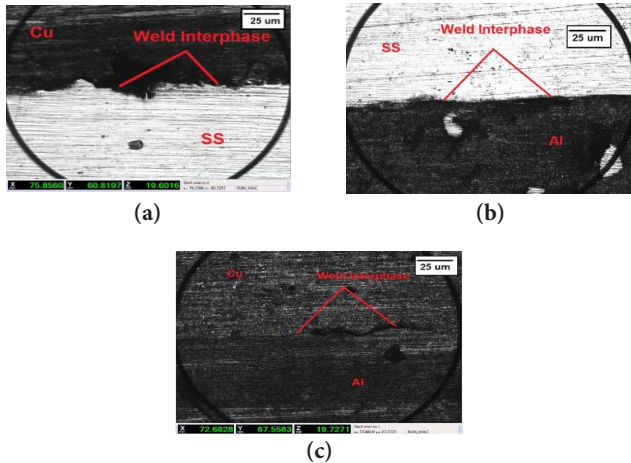 25 um
Cu
Weld Interphase
SS
X 75.8560 Y 60.8197 Z 19.6016
(a)
25 um
SS
Weld Interphase
Al
(b)
25 um
Cu
Weld Interphase
Al
X 72.6828 Y 67.5583 Z 19.7271
(c)